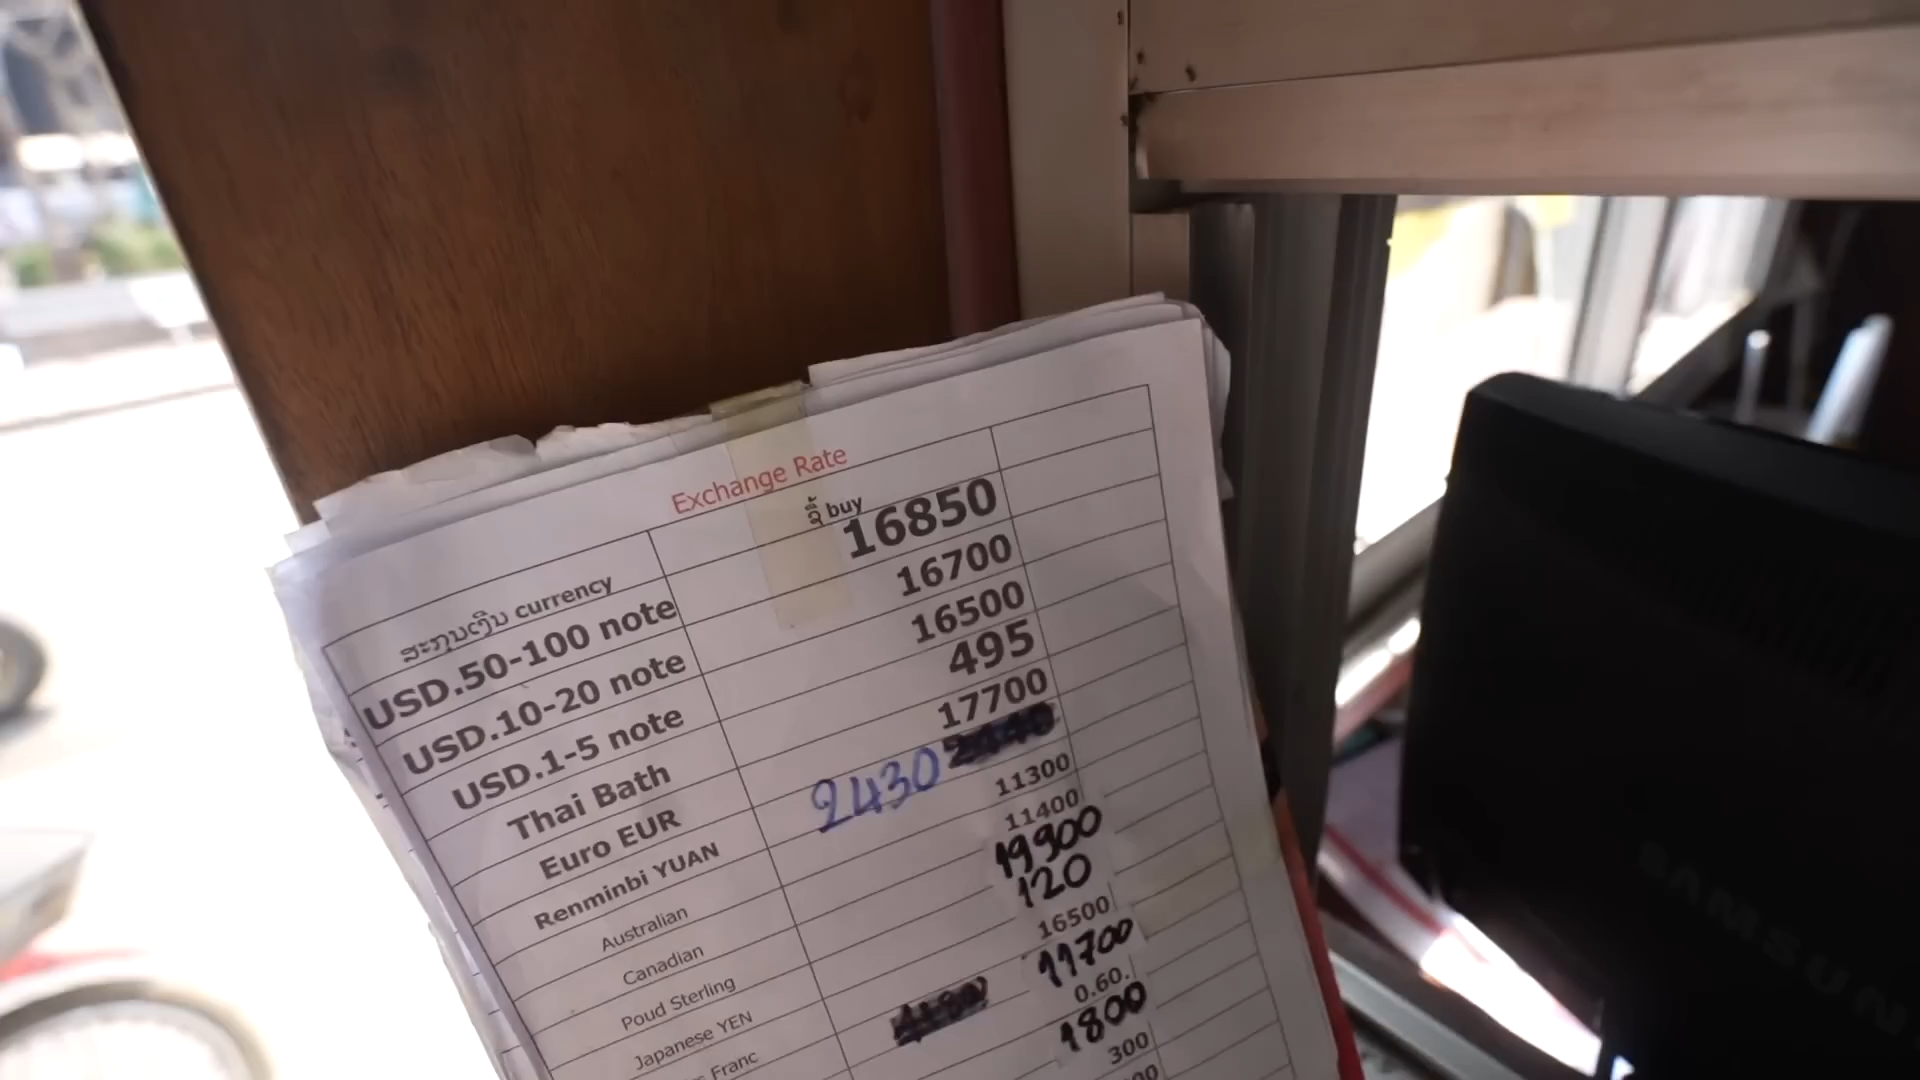 Exchange Rate
ສະກຸນເງິນ currency ຊື້ buy
USD.50-100 note 16850
USD.10-20 note 16700
USD.1-5 note 16500
Thai Bath 495
Euro EUR 17700
Renminbi YUAN 2430
Australian 11300
Canadian 11400
Poud Sterling 19900
Japanese YEN 120
Franc 16500
11700
0.60.
1800
300
SAMSUN